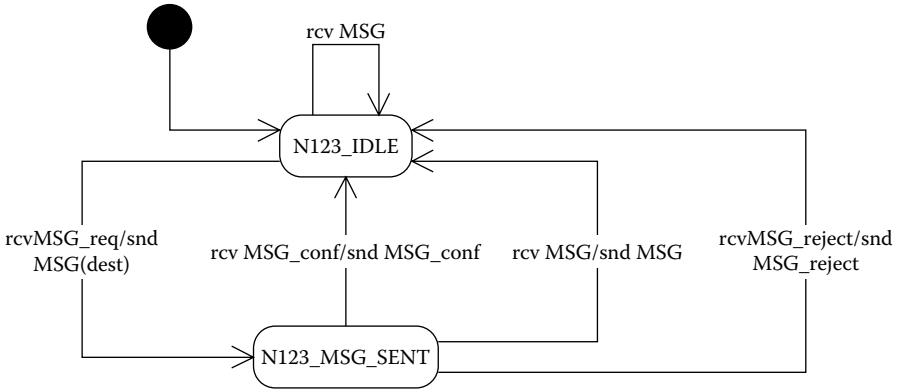 rcv MSG
N123_IDLE
rcvMSG_req/snd
MSG(dest)
rcv MSG_conf/snd MSG_conf
rcv MSG/snd MSG
rcvMSG_reject/snd
MSG_reject
N123_MSG_SENT